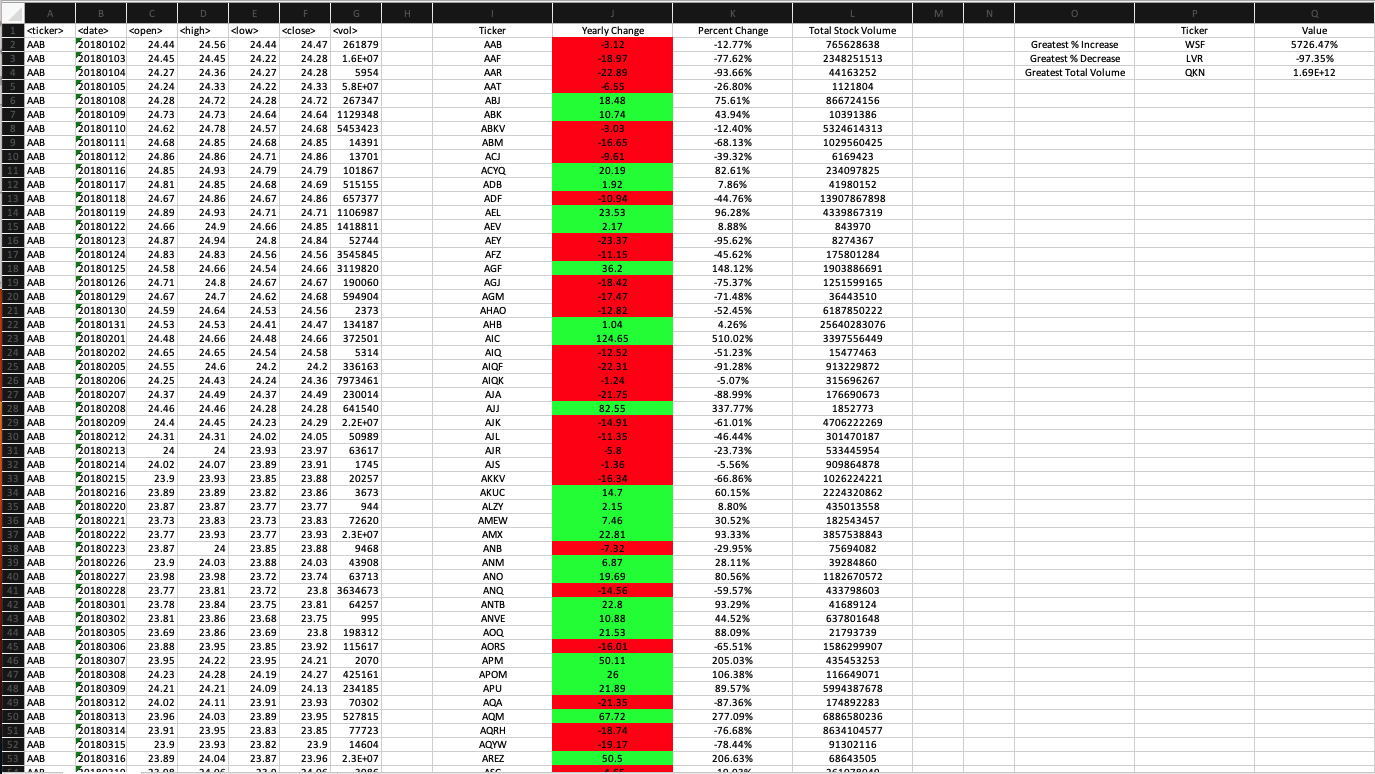 A B C D E F G H I J K L M N O P Q
1 <ticker> <date> <open> <high> <low> <close> <vol> Ticker Yearly Change Percent Change Total Stock Volume Ticker Value
2 AAB 20180102 24.44 24.56 24.44 24.47 261879 AAB -3.12 -12.77% 765628638 Greatest % Increase WSF 5726.47%
3 AAB 20180103 24.45 24.45 24.22 24.28 1.6E+07 AAF -18.97 -77.62% 2348251513 Greatest % Decrease LVR -97.35%
4 AAB 20180104 24.27 24.36 24.27 24.28 5954 AAR -22.89 -93.66% 44163252 Greatest Total Volume QKN 1.69E+12
5 AAB 20180105 24.24 24.33 24.22 24.33 5.8E+07 AAT -6.55 -26.80% 1121804
6 AAB 20180108 24.28 24.72 24.28 24.72 267347 ABJ 18.48 75.61% 866724156
7 AAB 20180109 24.73 24.73 24.64 24.64 1129348 ABK 10.74 43.94% 10391386
8 AAB 20180110 24.62 24.78 24.57 24.68 5453423 ABKV -3.03 -12.40% 5324614313
9 AAB 20180111 24.68 24.85 24.68 24.85 14391 ABM -16.65 -68.13% 1029560425
10 AAB 20180112 24.86 24.86 24.71 24.86 13701 ACJ -9.61 -39.32% 6169423
11 AAB 20180116 24.85 24.93 24.79 24.79 101867 ACYQ 20.19 82.61% 234097825
12 AAB 20180117 24.81 24.85 24.68 24.69 515155 ADB 1.92 7.86% 41980152
13 AAB 20180118 24.67 24.86 24.67 24.86 657377 ADF -10.94 -44.76% 13907867898
14 AAB 20180119 24.89 24.93 24.71 24.71 1106987 AEL 23.53 96.28% 4339867319
15 AAB 20180122 24.66 24.9 24.66 24.85 1418811 AEV 2.17 8.88% 843970
16 AAB 20180123 24.87 24.94 24.8 24.84 52744 AEY -23.37 -95.62% 8274367
17 AAB 20180124 24.83 24.83 24.56 24.56 3545845 AFZ -11.15 -45.62% 175801284
18 AAB 20180125 24.58 24.66 24.54 24.66 3119820 AGF 36.2 148.12% 1903886691
19 AAB 20180126 24.71 24.8 24.67 24.67 190060 AGJ -18.42 -75.37% 1251599165
20 AAB 20180129 24.67 24.7 24.62 24.68 594904 AGM -17.47 -71.48% 36443510
21 AAB 20180130 24.59 24.64 24.53 24.56 2373 AHAO -12.82 -52.45% 6187850222
22 AAB 20180131 24.53 24.53 24.41 24.47 134187 AHB 1.04 4.26% 25640283076
23 AAB 20180201 24.48 24.66 24.48 24.66 372501 AIC 124.65 510.02% 3397556449
24 AAB 20180202 24.65 24.65 24.54 24.58 5314 AIQ -12.52 -51.23% 15477463
25 AAB 20180205 24.55 24.6 24.2 24.2 336163 AIQF -22.31 -91.28% 913229872
26 AAB 20180206 24.25 24.43 24.24 24.36 7973461 AIQK -1.24 -5.07% 315696267
27 AAB 20180207 24.37 24.49 24.37 24.49 230014 AJA -21.75 -88.99% 176690673
28 AAB 20180208 24.46 24.46 24.28 24.28 641540 AJJ 82.55 337.77% 1852773
29 AAB 20180209 24.4 24.45 24.23 24.29 2.2E+07 AJK -14.91 -61.01% 4706222269
30 AAB 20180212 24.31 24.31 24.02 24.05 50989 AJL -11.35 -46.44% 301470187
31 AAB 20180213 24 24 23.93 23.97 63617 AJR -5.8 -23.73% 533445954
32 AAB 20180214 24.02 24.07 23.89 23.91 1745 AJS -1.36 -5.56% 909864878
33 AAB 20180215 23.9 23.93 23.85 23.88 20257 AKKV -16.34 -66.86% 1026224221
34 AAB 20180216 23.89 23.89 23.82 23.86 3673 AKUC 14.7 60.15% 2224320862
35 AAB 20180220 23.87 23.87 23.77 23.77 944 ALZY 2.15 8.80% 435013558
36 AAB 20180221 23.73 23.83 23.73 23.83 72620 AMEW 7.46 30.52% 182543457
37 AAB 20180222 23.77 23.93 23.77 23.93 2.3E+07 AMX 22.81 93.33% 3857538843
38 AAB 20180223 23.87 24 23.85 23.88 9468 ANB -7.32 -29.95% 75694082
39 AAB 20180226 23.9 24.03 23.88 24.03 43908 ANM 6.87 28.11% 39284860
40 AAB 20180227 23.98 23.98 23.72 23.74 63713 ANO 19.69 80.56% 1182670572
41 AAB 20180228 23.77 23.81 23.72 23.8 3634673 ANQ -14.56 -59.57% 433798603
42 AAB 20180301 23.78 23.84 23.75 23.81 64257 ANTB 22.8 93.29% 41689124
43 AAB 20180302 23.81 23.86 23.68 23.75 995 ANVE 10.88 44.52% 637801648
44 AAB 20180305 23.69 23.86 23.69 23.8 198312 AOQ 21.53 88.09% 21793739
45 AAB 20180306 23.88 23.95 23.85 23.92 115617 AORS -16.01 -65.51% 1586299907
46 AAB 20180307 23.95 24.22 23.95 24.21 2070 APM 50.11 205.03% 435453253
47 AAB 20180308 24.23 24.28 24.19 24.27 425161 APOM 26 106.38% 116649071
48 AAB 20180309 24.21 24.21 24.09 24.13 234185 APU 21.89 89.57% 5994387678
49 AAB 20180312 24.02 24.11 23.91 23.93 70302 AQA -21.35 -87.36% 174892283
50 AAB 20180313 23.96 24.03 23.89 23.95 527815 AQM 67.72 277.09% 6886580236
51 AAB 20180314 23.91 23.95 23.83 23.85 77723 AQRH -18.74 -76.68% 8634104577
52 AAB 20180315 23.9 23.93 23.82 23.9 14604 AQYW -19.17 -78.44% 91302116
53 AAB 20180316 23.89 24.04 23.87 23.96 2.3E+07 AREZ 50.5 206.63% 68643505